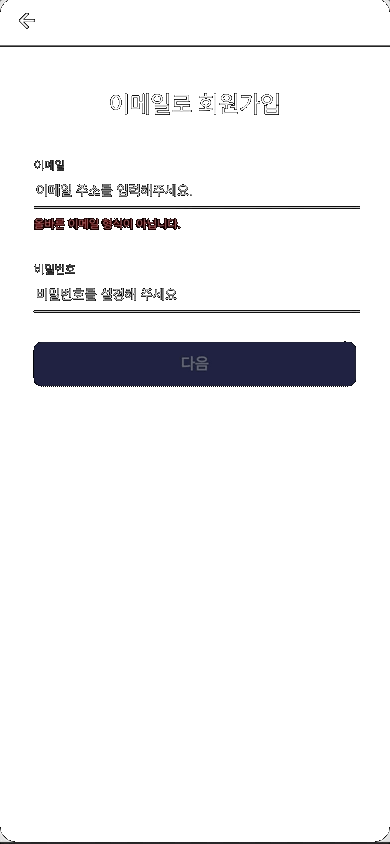 이메일로 회원가입
이메일
이메일 주소를 입력해주세요.
올바른 이메일 형식이 아닙니다.
비밀번호
비밀번호를 설정해 주세요
다음